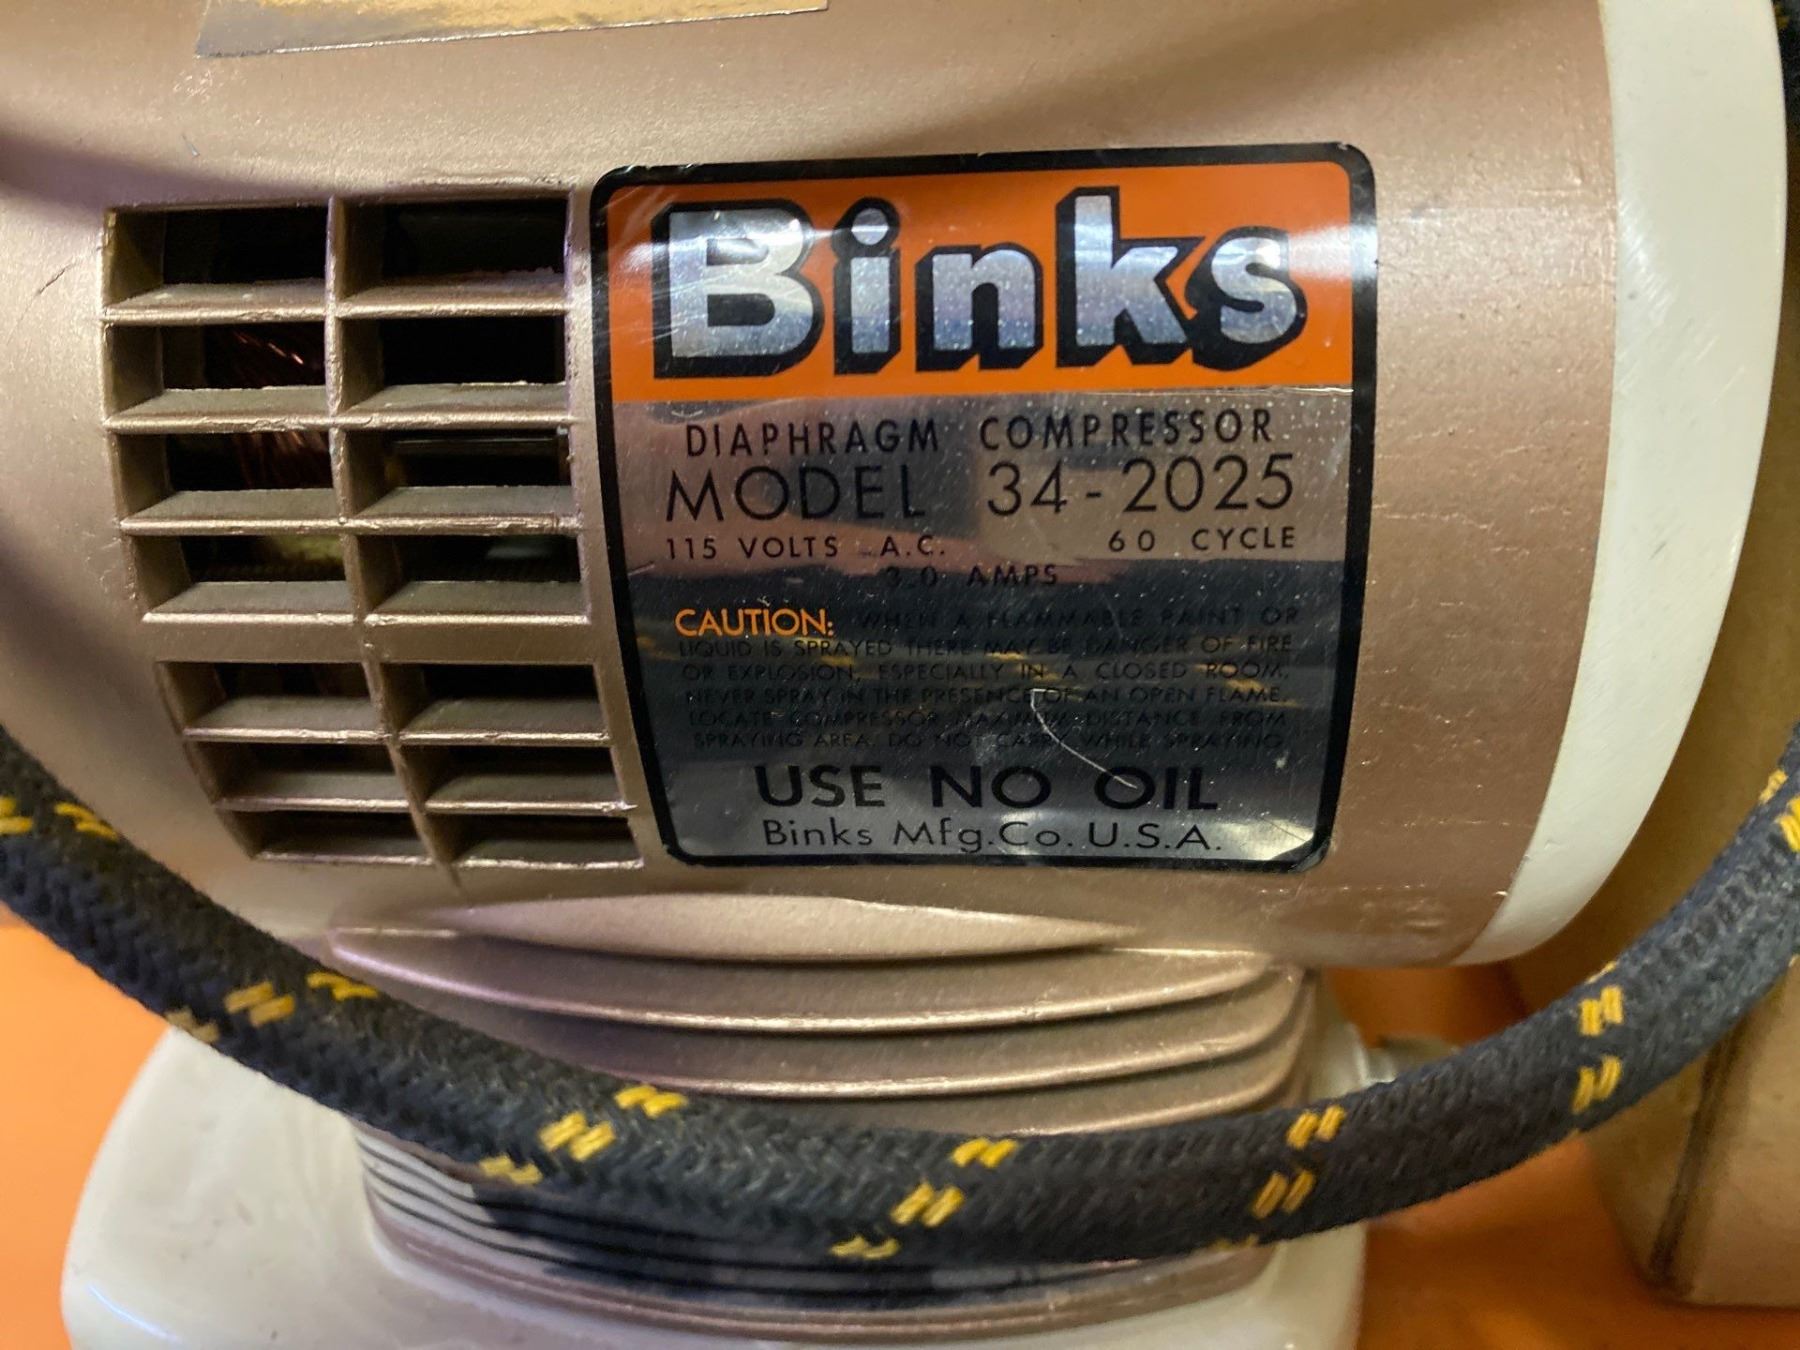 Binks
DIAPHRAGM COMPRESSOR
MODEL 34-2025
115 VOLTS A.C. 60 CYCLE
3.0 AMPS
CAUTION: WHEN A FLAMMABLE PAINT OR
LIQUID IS SPRAYED THERE MAY BE DANGER OF FIRE
OR EXPLOSION, ESPECIALLY IN A CLOSED ROOM.
NEVER SPRAY IN THE PRESENCE OF AN OPEN FLAME.
LOCATE COMPRESSOR MAXIMUM DISTANCE FROM
SPRAYING AREA. DO NOT CARRY WHILE SPRAYING
USE NO OIL
Binks Mfg.Co. U.S.A.